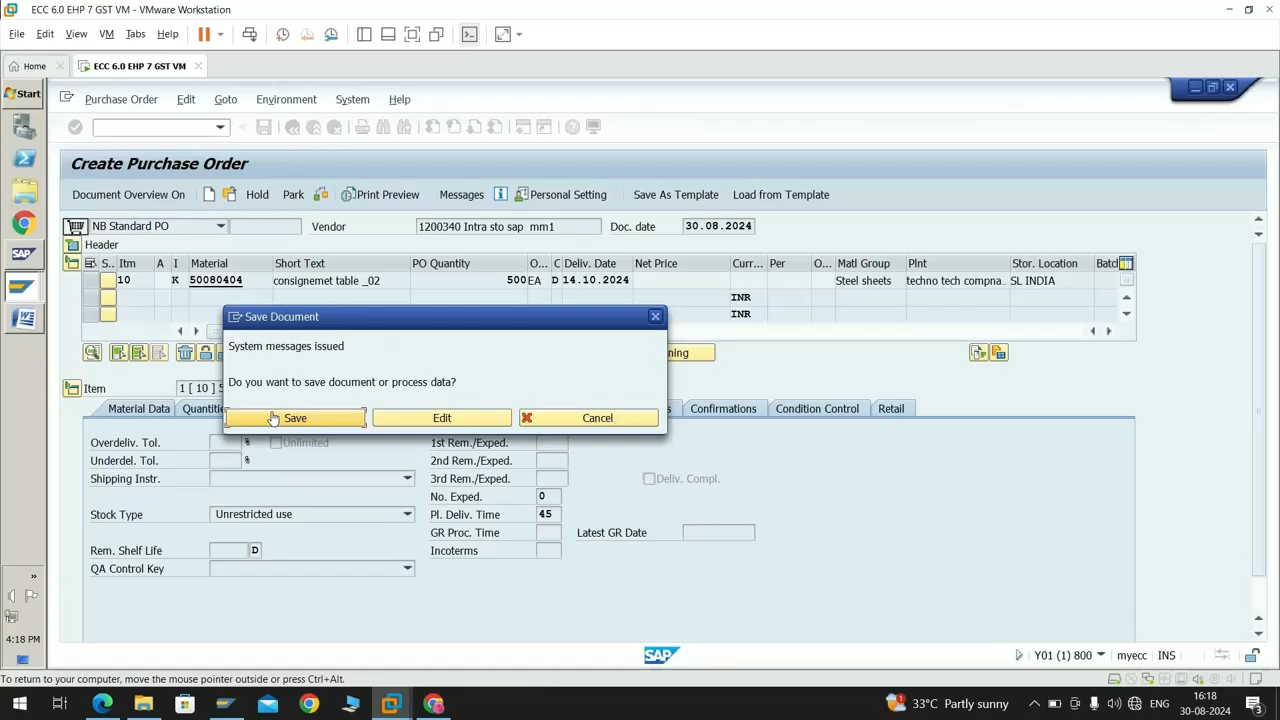 ECC 6.0 EHP 7 GST VM - VMware Workstation
File Edit View VM Tabs Help
Home ECC 6.0 EHP 7 GST VM
Start
Purchase Order Edit Goto Environment System Help
Create Purchase Order
Document Overview On Hold Park Print Preview Messages Personal Setting Save As Template Load from Template
NB Standard PO Vendor 1200340 Intra sto sap mm1 Doc. date 30.08.2024
Header
S.. Itm A I Material Short Text PO Quantity O... C Deliv. Date Net Price Curr... Per O... Matl Group Plnt Stor. Location Batch
10 K 50080404 consignemet table _02 500 EA D 14.10.2024 Steel sheets techno tech compna.. SL INDIA
INR
INR
Save Document
System messages issued
Do you want to save document or process data?
Save Edit Cancel
Item 1 [ 10 ]
Material Data Quantitie Confirmations Condition Control Retail
Overdeliv. Tol. % Unlimited 1st Rem./Exped.
Underdel. Tol. % 2nd Rem./Exped.
Shipping Instr. 3rd Rem./Exped. Deliv. Compl.
No. Exped. 0
Stock Type Unrestricted use Pl. Deliv. Time 45
GR Proc. Time Latest GR Date
Rem. Shelf Life D Incoterms
QA Control Key
4:18 PM
SAP Y01 (1) 800 myecc INS
To return to your computer, move the mouse pointer outside or press Ctrl+Alt.
33°C Partly sunny ENG 16:18
30-08-2024